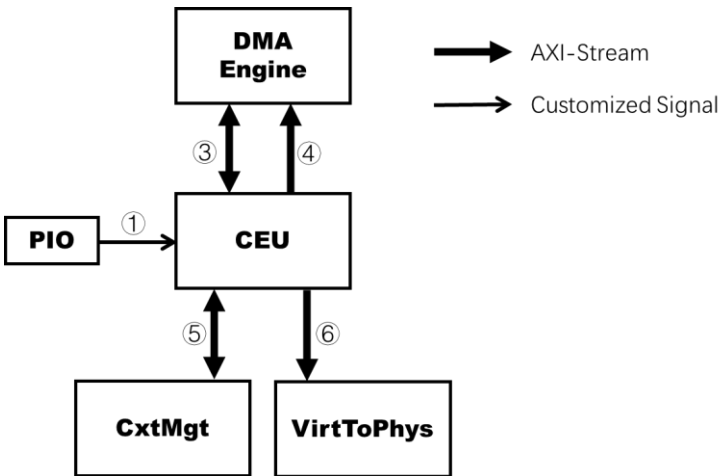 DMA
Engine
AXI-Stream
Customized Signal
③
④
①
PIO
CEU
⑤
⑥
CxtMgt
VirtToPhys